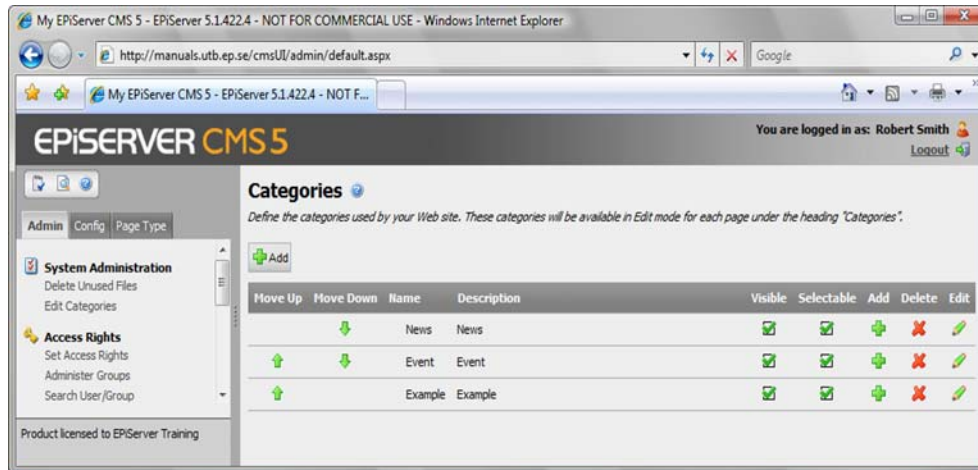 My EPiServer CMS 5 - EPiServer 5.1.422.4 - NOT FOR COMMERCIAL USE - Windows Internet Explorer
http://manuals.utb.ep.se/cmsUI/admin/default.aspx
Google
My EPiServer CMS 5 - EPiServer 5.1.422.4 - NOT F...
EPiSERVER CMS 5
You are logged in as: Robert Smith
Logout
Admin Config Page Type
System Administration
Delete Unused Files
Edit Categories
Access Rights
Set Access Rights
Administer Groups
Search User/Group
Product licensed to EPiServer Training
Categories
Define the categories used by your Web site. These categories will be available in Edit mode for each page under the heading "Categories".
Add
Move Up Move Down Name Description Visible Selectable Add Delete Edit
News News
Event Event
Example Example